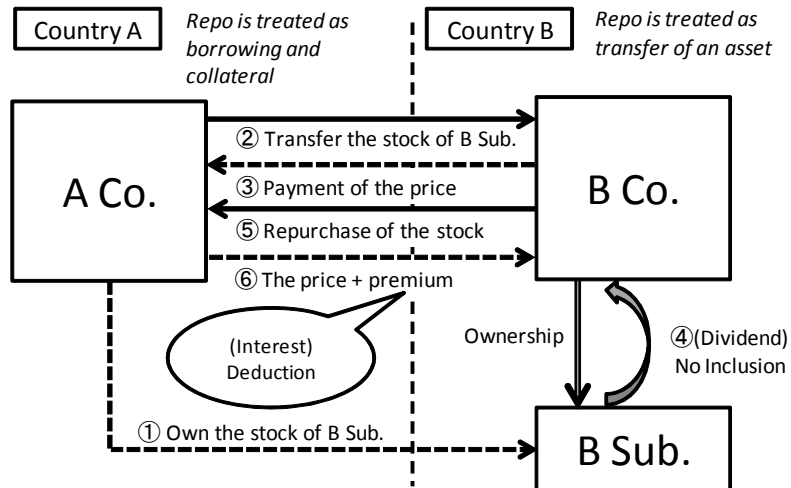 Country A
Repo is treated as
borrowing and
collateral
Country B
Repo is treated as
transfer of an asset
A Co.
② Transfer the stock of B Sub.
③ Payment of the price
⑤ Repurchase of the stock
⑥ The price + premium
B Co.
(Interest)
Deduction
Ownership
④(Dividend)
No Inclusion
① Own the stock of B Sub.
B Sub.